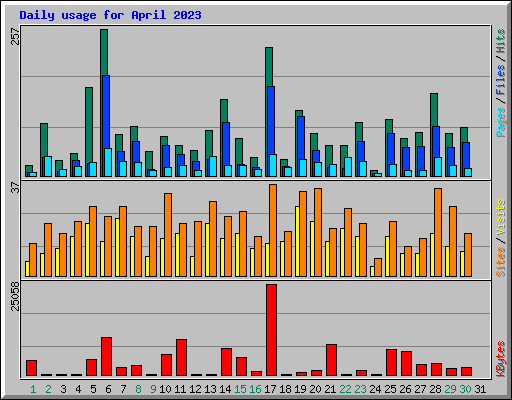 Daily usage for April 2023
257
Pages / Files / Hits
37
Sites / Visits
25058
KBytes
1 2 3 4 5 6 7 8 9 10 11 12 13 14 15 16 17 18 19 20 21 22 23 24 25 26 27 28 29 30 31